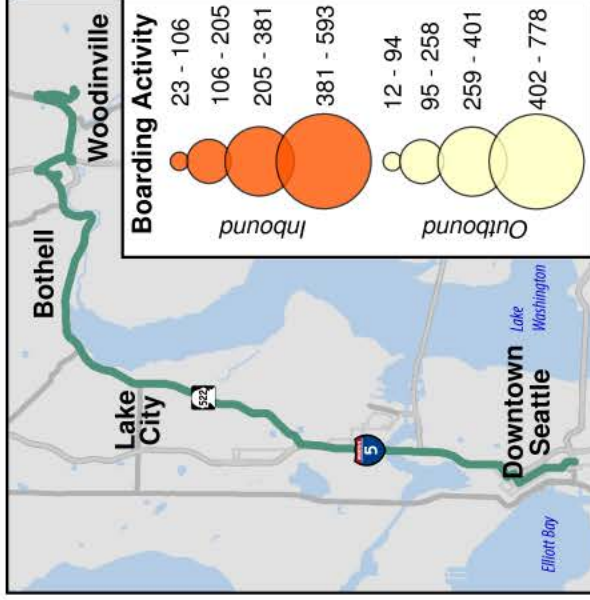 Woodinville
Bothell
Lake
City
522
INTERSTATE
5
Downtown
Seattle
Lake
Washington
Elliott Bay
Boarding Activity
Inbound
23 - 106
106 - 205
205 - 381
381 - 593
Outbound
12 - 94
95 - 258
259 - 401
402 - 778